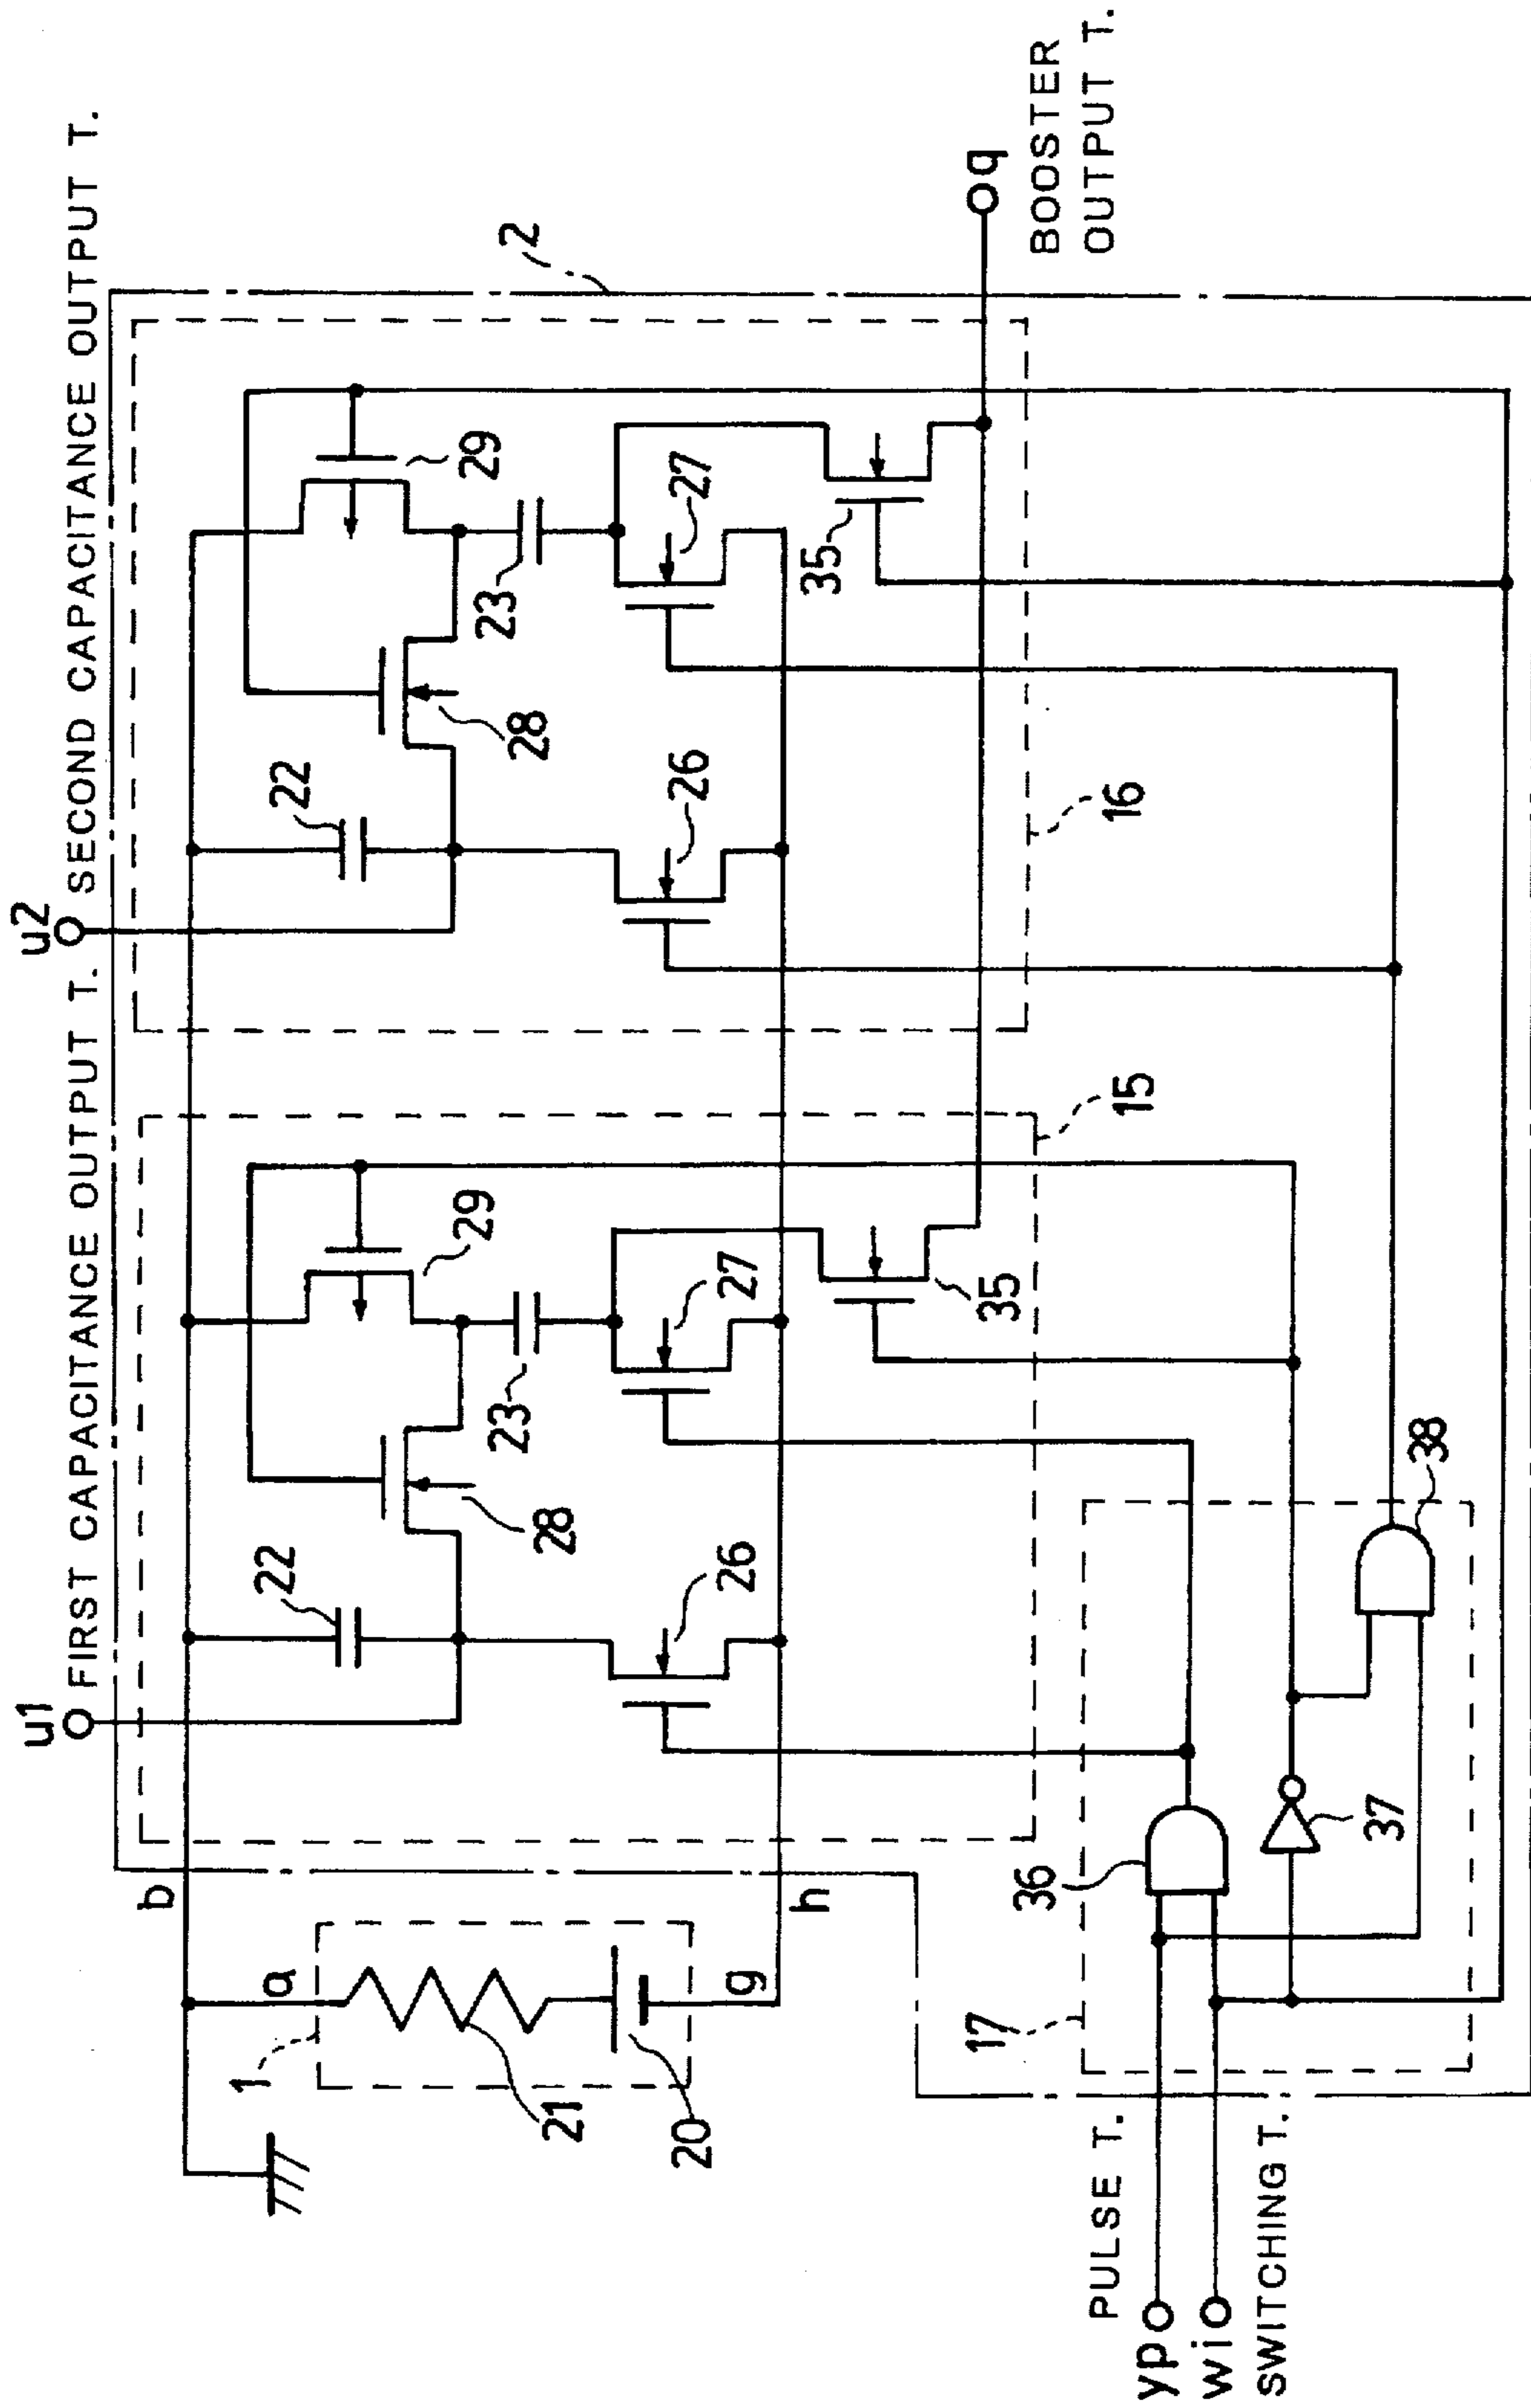 u1
FIRST CAPACITANCE OUTPUT T.
u2
SECOND CAPACITANCE OUTPUT T.
b
a
1
21
20
g
h
22
28
29
23
26
27
35
15
22
28
29
23
26
27
35
16
2
q
BOOSTER
OUTPUT T.
17
36
37
38
PULSE T.
yp
wi
SWITCHING T.